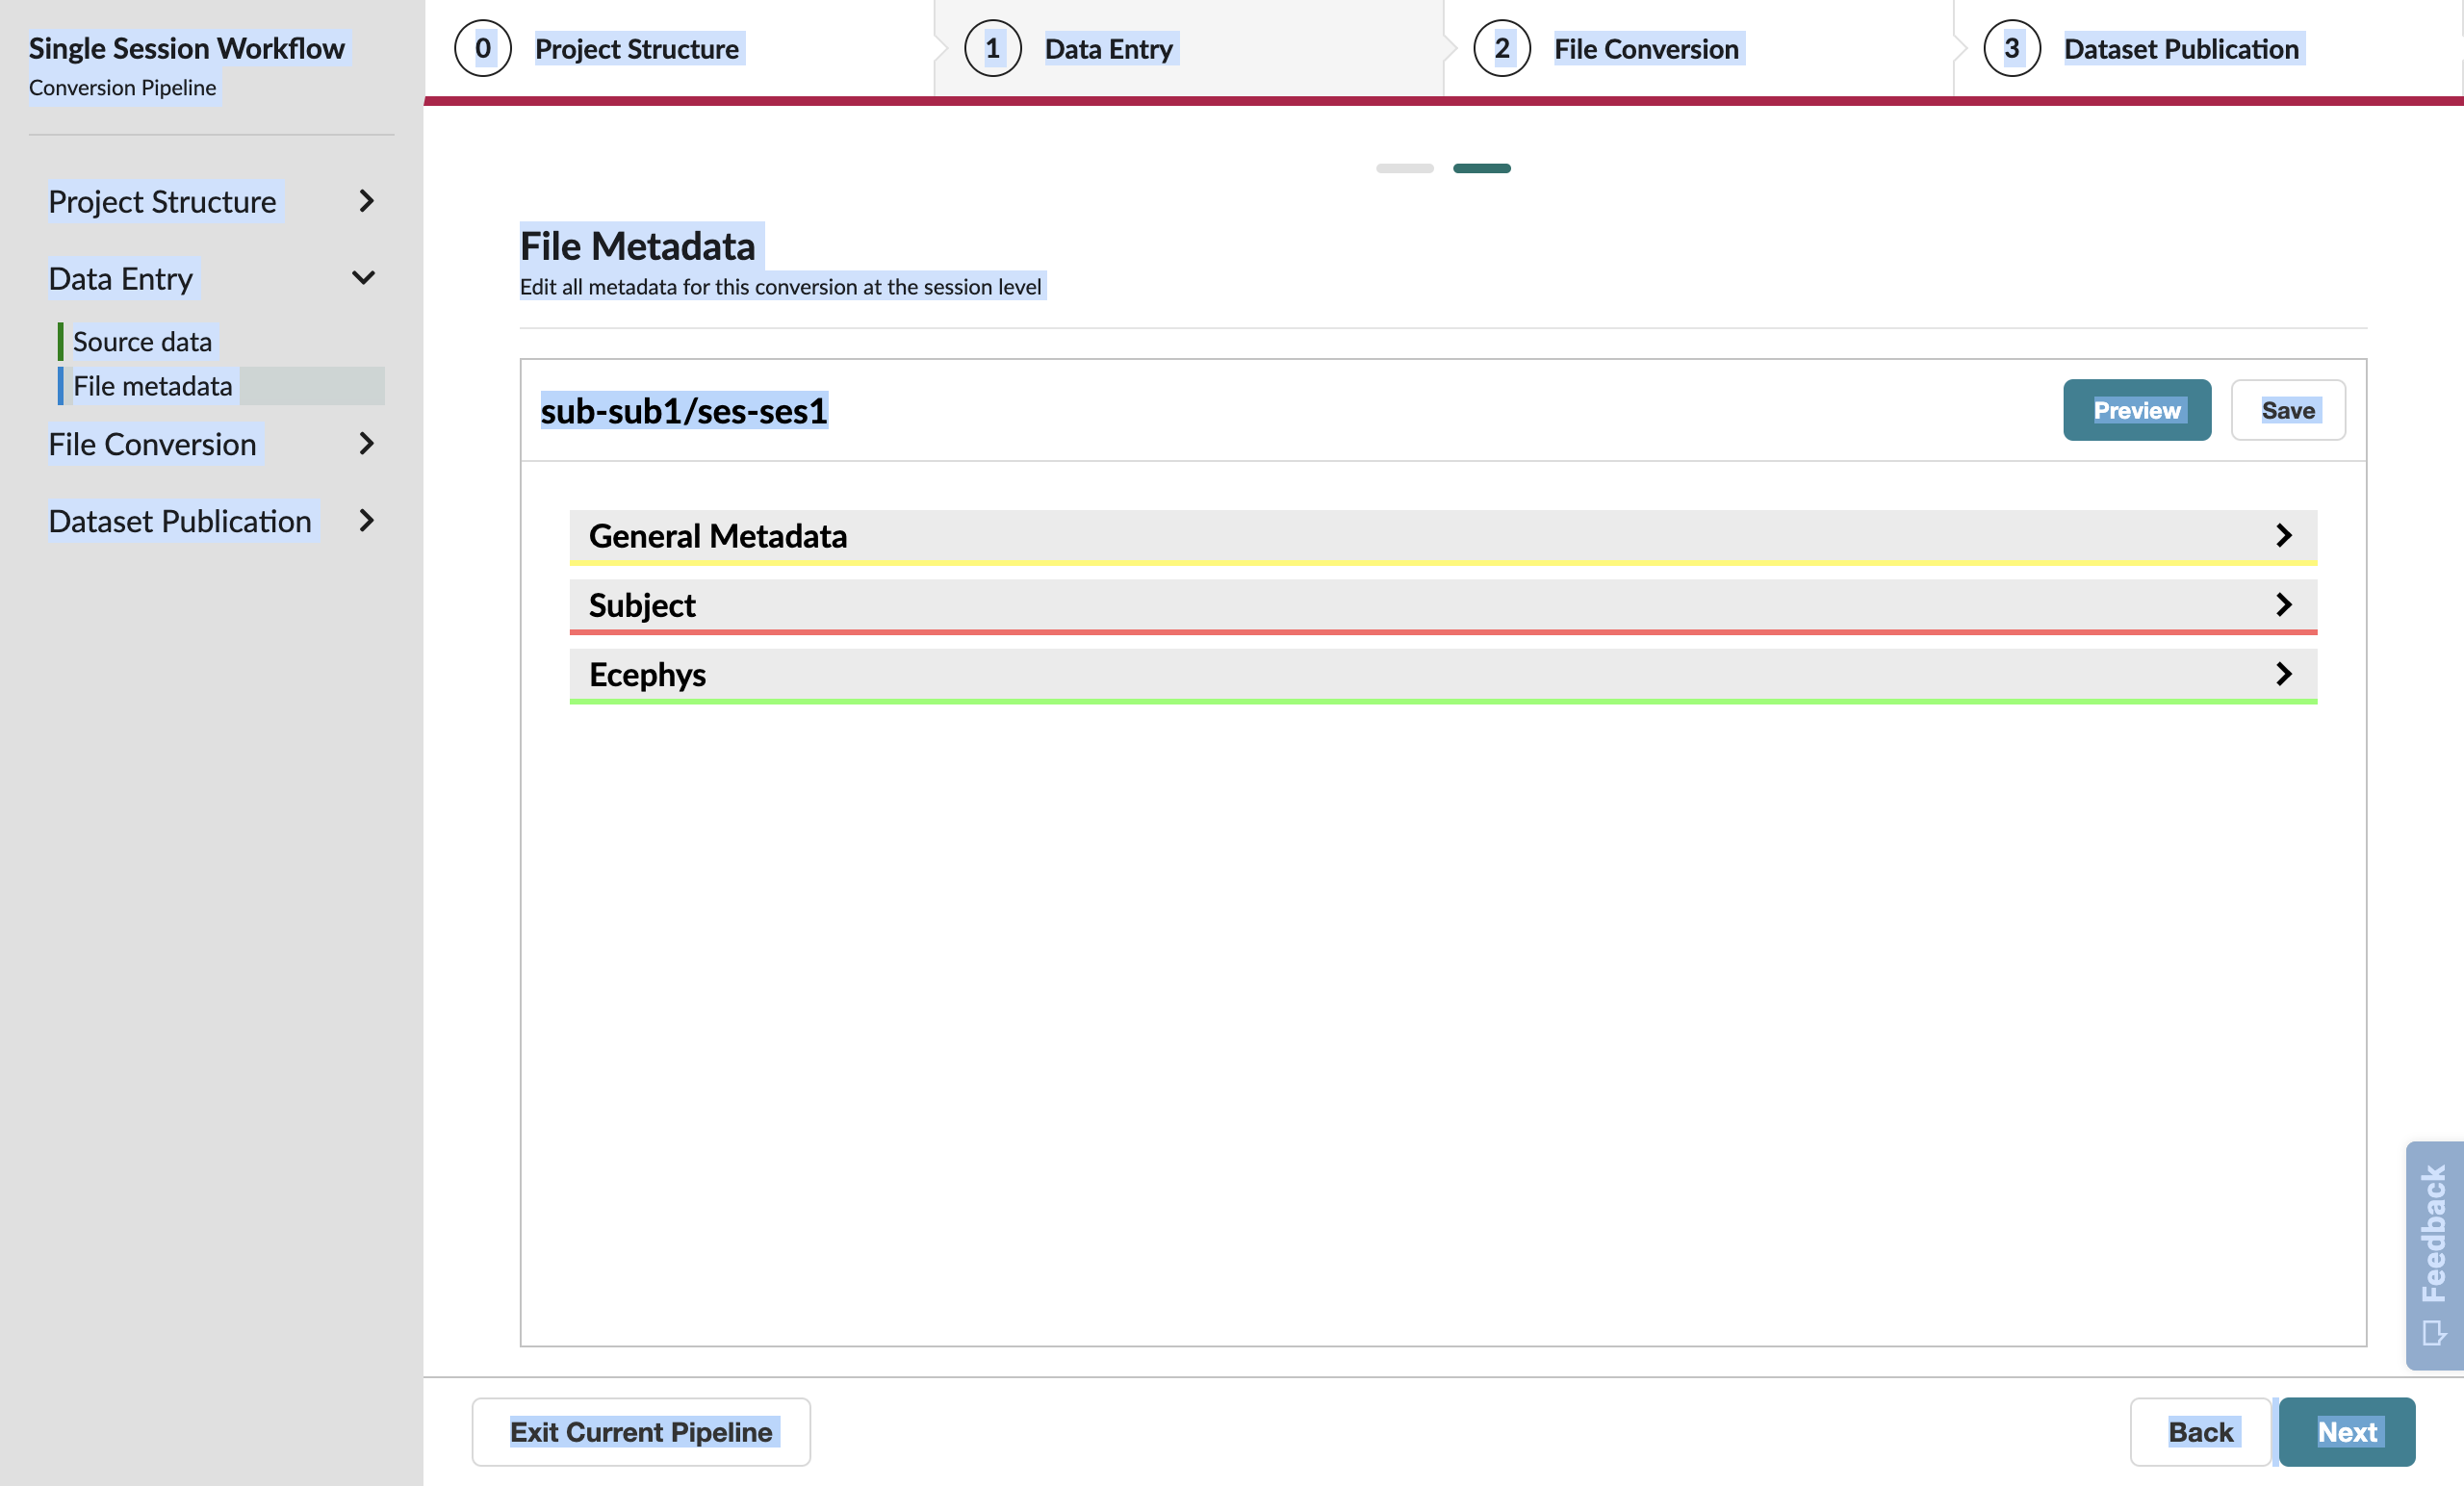 Single Session Workflow
Conversion Pipeline
Project Structure
Data Entry
Source data
File metadata
File Conversion
Dataset Publication
0 Project Structure
1 Data Entry
2 File Conversion
3 Dataset Publication
File Metadata
Edit all metadata for this conversion at the session level
sub-sub1/ses-ses1
Preview
Save
General Metadata
Subject
Ecephys
Feedback
Exit Current Pipeline
Back
Next